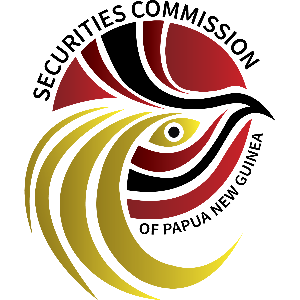 SECURITIES COMMISSION
OF PAPUA NEW GUINEA